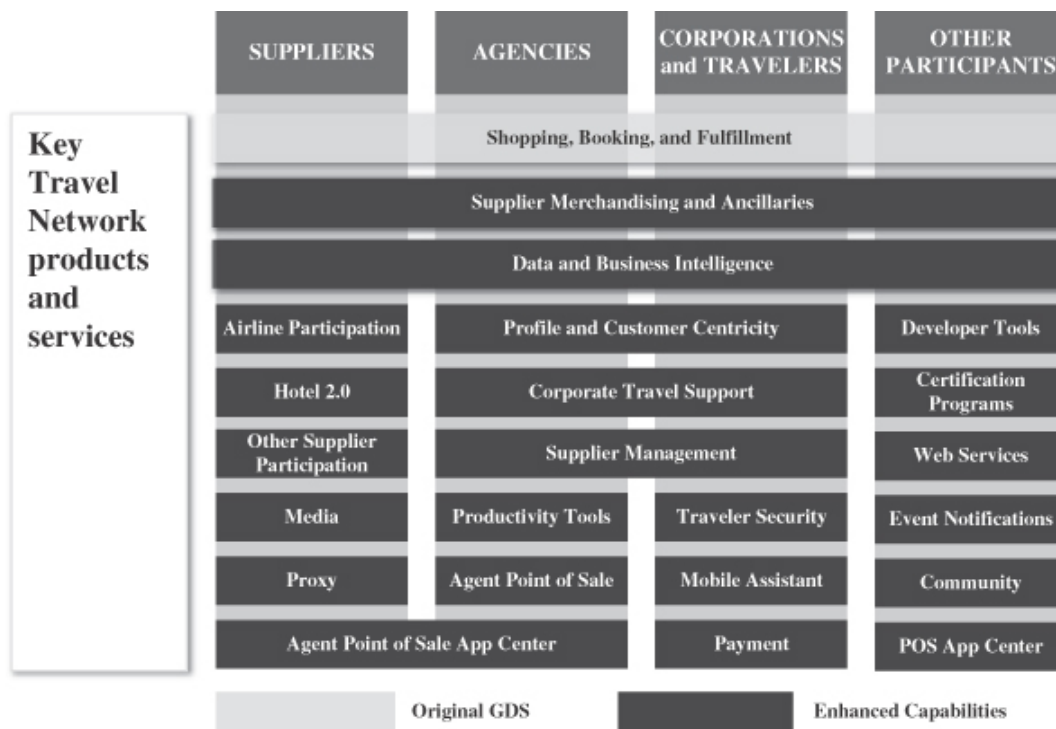 SUPPLIERS
AGENCIES
CORPORATIONS
and TRAVELERS
OTHER
PARTICIPANTS
Key
Travel
Network
products
and
services
Shopping, Booking, and Fulfillment
Supplier Merchandising and Ancillaries
Data and Business Intelligence
Airline Participation
Profile and Customer Centricity
Developer Tools
Hotel 2.0
Corporate Travel Support
Certification
Programs
Other Supplier
Participation
Supplier Management
Web Services
Media
Productivity Tools
Traveler Security
Event Notifications
Proxy
Agent Point of Sale
Mobile Assistant
Community
Agent Point of Sale App Center
Payment
POS App Center
Original GDS
Enhanced Capabilities